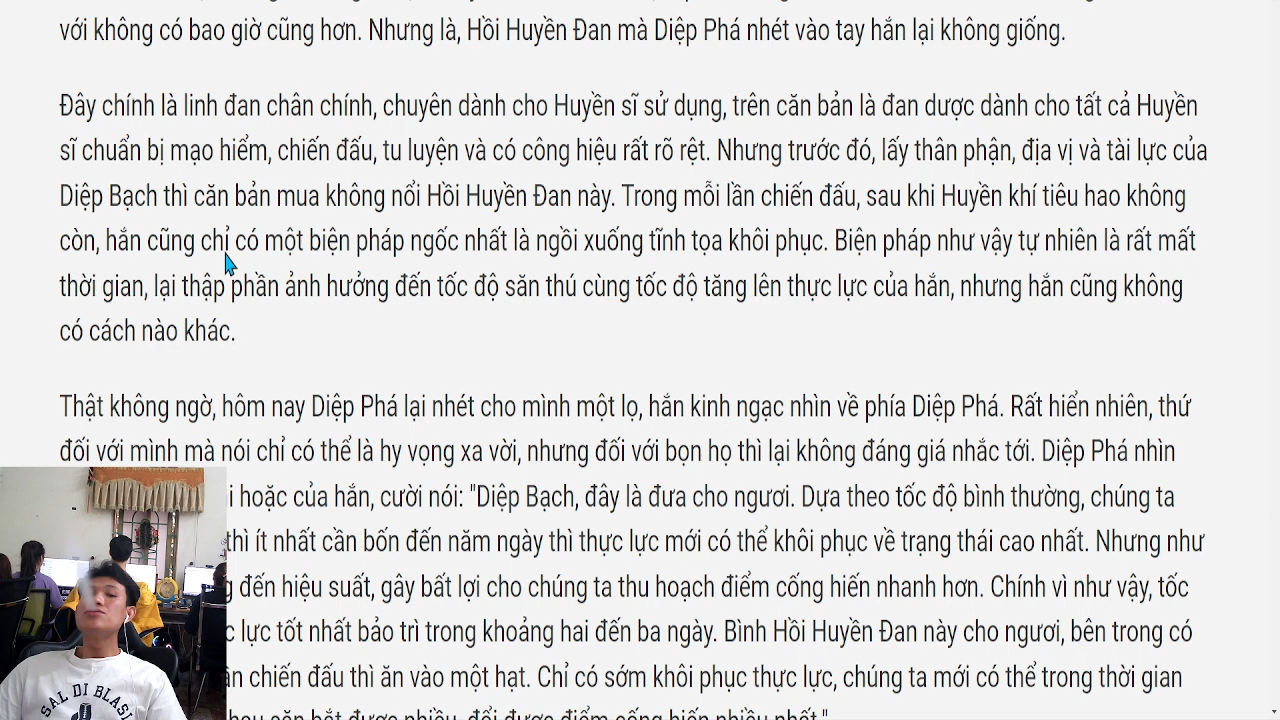 với không có bao giờ cũng hơn. Nhưng là, Hồi Huyền Đan mà Diệp Phá nhét vào tay hắn lại không giống.
Đây chính là linh đan chân chính, chuyên dành cho Huyền sĩ sử dụng, trên căn bản là đan dược dành cho tất cả Huyền
sĩ chuẩn bị mạo hiểm, chiến đấu, tu luyện và có công hiệu rất rõ rệt. Nhưng trước đó, lấy thân phận, địa vị và tài lực của
Diệp Bạch thì căn bản mua không nổi Hồi Huyền Đan này. Trong mỗi lần chiến đấu, sau khi Huyền khí tiêu hao không
còn, hắn cũng chỉ có một biện pháp ngốc nhất là ngồi xuống tĩnh tọa khôi phục. Biện pháp như vậy tự nhiên là rất mất
thời gian, lại thập phần ảnh hưởng đến tốc độ săn thú cùng tốc độ tăng lên thực lực của hắn, nhưng hắn cũng không
có cách nào khác.
Thật không ngờ, hôm nay Diệp Phá lại nhét cho mình một lọ, hắn kinh ngạc nhìn về phía Diệp Phá. Rất hiển nhiên, thứ
đối với mình mà nói chỉ có thể là hy vọng xa vời, nhưng đối với bọn họ thì lại không đáng giá nhắc tới. Diệp Phá nhìn
hoặc của hắn, cười nói: "Diệp Bạch, đây là đưa cho ngươi. Dựa theo tốc độ bình thường, chúng ta
thì ít nhất cần bốn đến năm ngày thì thực lực mới có thể khôi phục về trạng thái cao nhất. Nhưng như
đến hiệu suất, gây bất lợi cho chúng ta thu hoạch điểm cống hiến nhanh hơn. Chính vì như vậy, tốc
lực tốt nhất bảo trì trong khoảng hai đến ba ngày. Bình Hồi Huyền Đan này cho ngươi, bên trong có
chiến đấu thì ăn vào một hạt. Chỉ có sớm khôi phục thực lực, chúng ta mới có thể trong thời gian
săn bắt được nhiều, đổi được điểm cống hiến nhiều nhất."
SAL DI BLASI